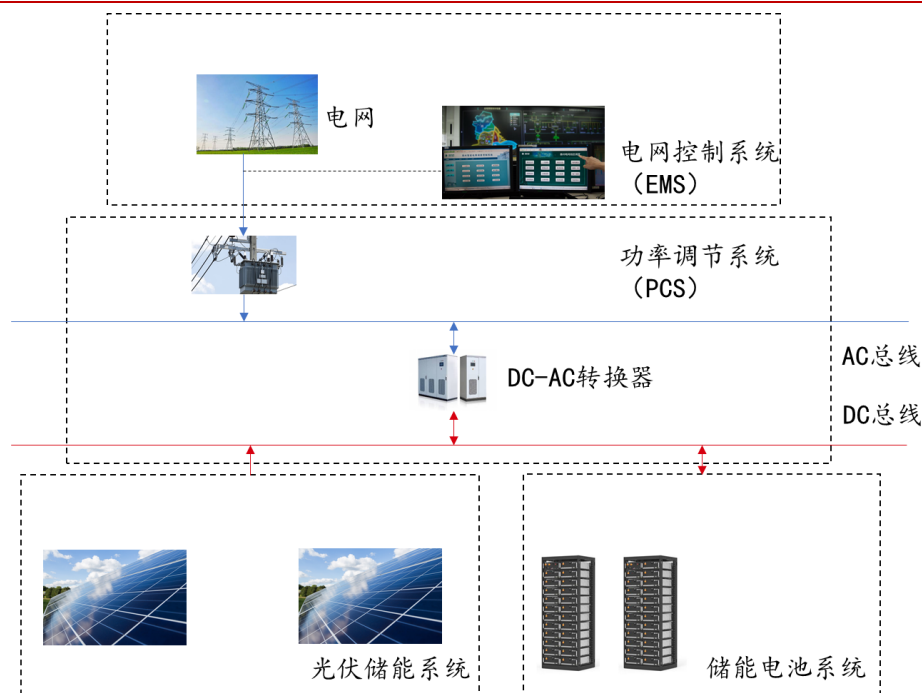 电网
电网控制系统
（EMS）
功率调节系统
（PCS）
AC总线
DC-AC转换器
DC总线
光伏储能系统
储能电池系统